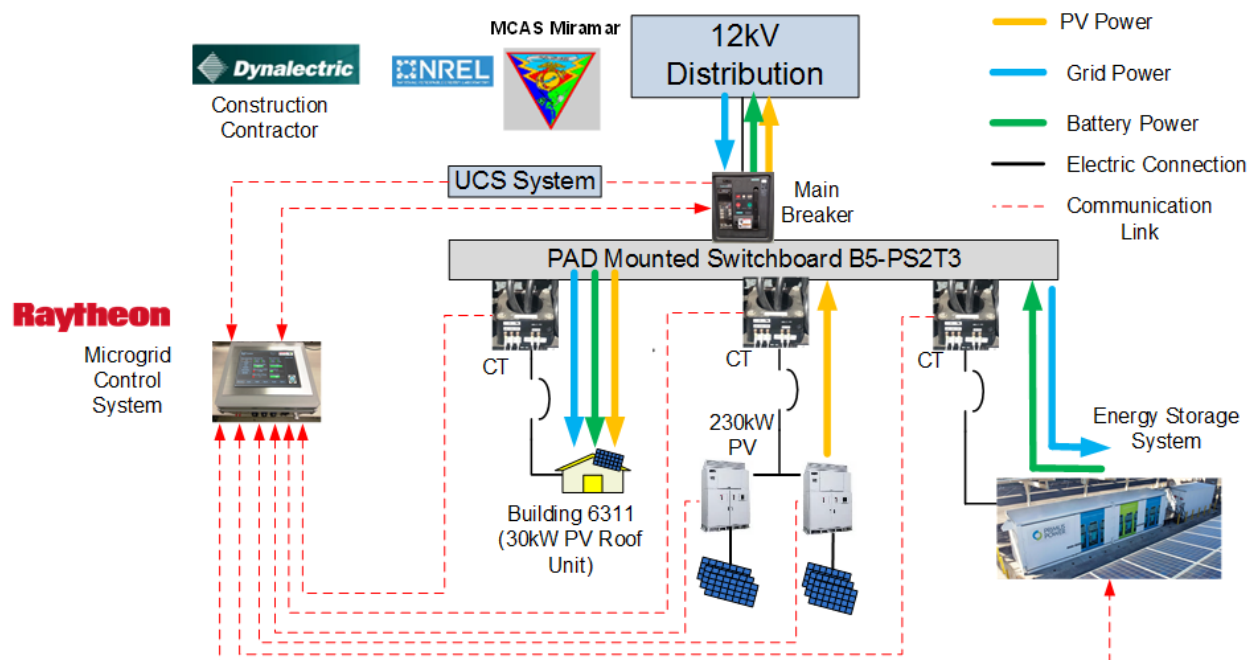 MCAS Miramar
12kV
Distribution
PV Power
Dynalectric
NREL
Grid Power
Construction
Contractor
Battery Power
Electric Connection
UCS System
Main
Breaker
Communication
Link
PAD Mounted Switchboard B5-PS2T3
Raytheon
Microgrid
Control
System
CT
CT
CT
230kW
PV
Energy Storage
System
Building 6311
(30kW PV Roof
Unit)
PRIMUS
POWER